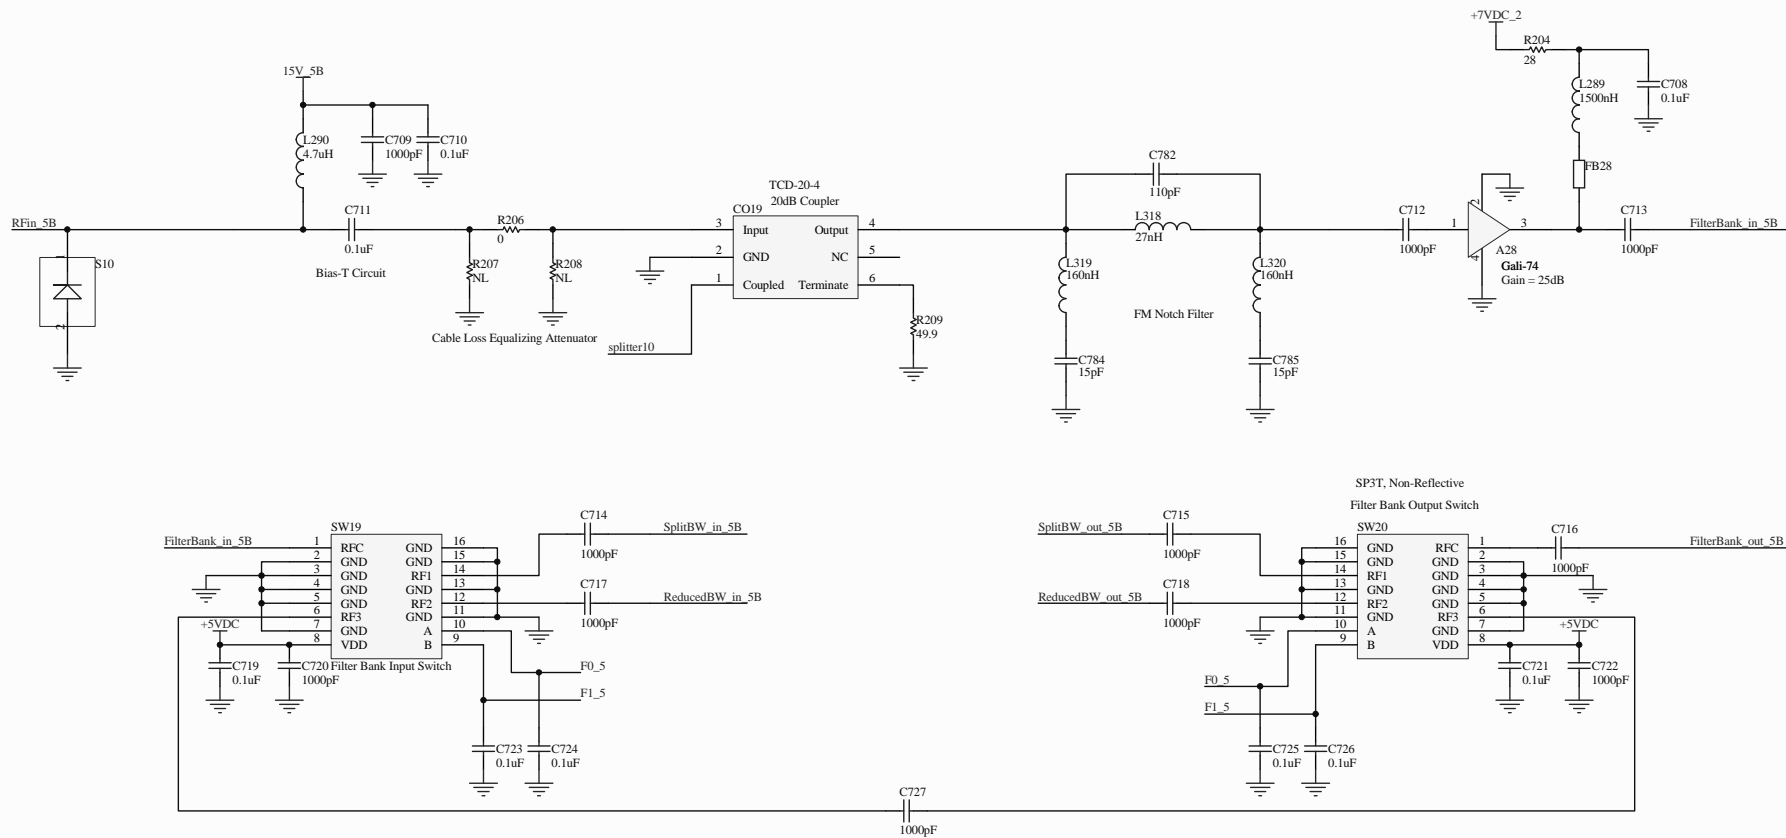 +7VDC_2
R204
28
L289
1500nH
C708
0.1uF
FB28
15V_5B
L290
4.7uH
C709
1000pF
C710
0.1uF
RFin_5B
1
S10
2
C711
0.1uF
Bias-T Circuit
R206
0
R207
NL
R208
NL
Cable Loss Equalizing Attenuator
TCD-20-4
20dB Coupler
CO19
3 Input Output 4
2 GND NC 5
1 Coupled Terminate 6
R209
49.9
splitter10
C782
110pF
L318
27nH
L319
160nH
L320
160nH
FM Notch Filter
C784
15pF
C785
15pF
C712
1000pF
1
2
3
4
A28
Gali-74
Gain = 25dB
C713
1000pF
FilterBank_in_5B
SW19
FilterBank_in_5B
1 RFC GND 16
2 GND GND 15
3 GND RF1 14
4 GND GND 13
5 GND RF2 12
6 RF3 GND 11
7 GND A 10
8 VDD B 9
Filter Bank Input Switch
+5VDC
C719
0.1uF
C720
1000pF
C714
1000pF
SplitBW_in_5B
C717
1000pF
ReducedBW_in_5B
F0_5
F1_5
C723
0.1uF
C724
0.1uF
SP3T, Non-Reflective
Filter Bank Output Switch
SW20
SplitBW_out_5B
C715
1000pF
ReducedBW_out_5B
C718
1000pF
16 GND RFC 1
15 GND GND 2
14 RF1 GND 3
13 GND GND 4
12 RF2 GND 5
11 GND RF3 6
10 A GND 7
9 B VDD 8
C716
1000pF
FilterBank_out_5B
+5VDC
C721
0.1uF
C722
1000pF
F0_5
F1_5
C725
0.1uF
C726
0.1uF
C727
1000pF